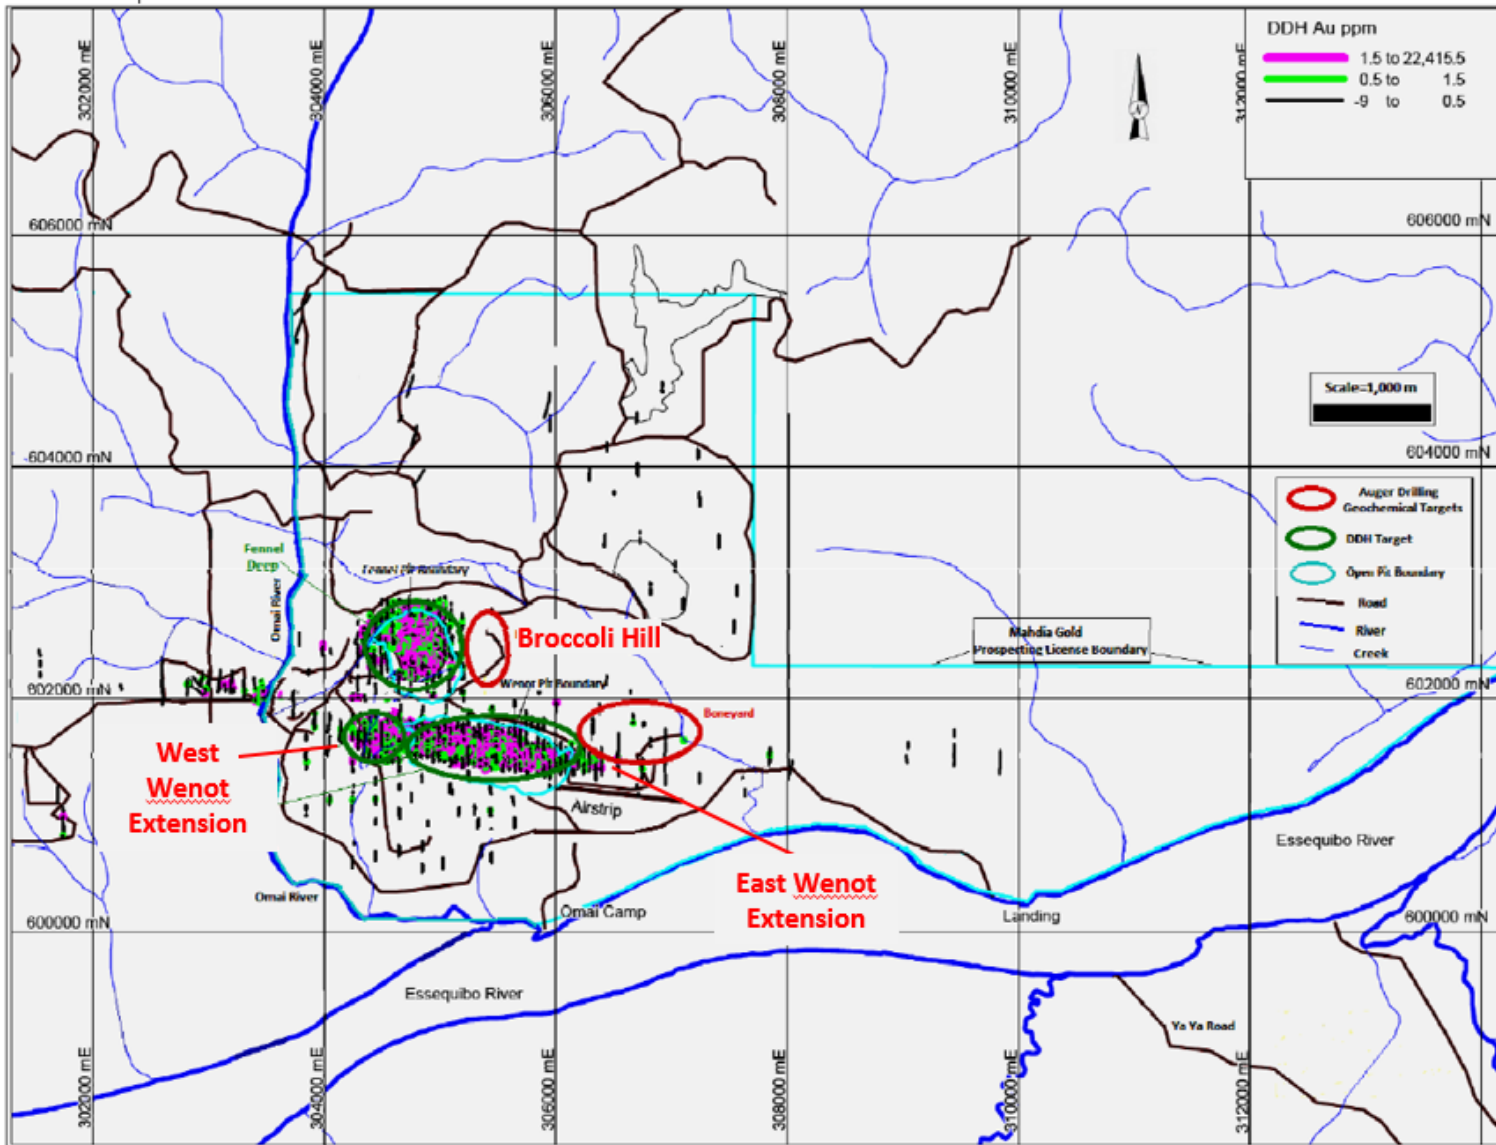 DDH Au ppm
1.5 to 22,415.5
0.5 to 1.5
-9 to 0.5
302000 mE
304000 mE
306000 mE
308000 mE
310000 mE
312000 mE
N
606000 mN
606000 mN
Scale=1,000 m
604000 mN
604000 mN
Auger Drilling
Geochemical Targets
DDH Target
Open Pit Boundary
Road
River
Creek
Fennel
Deep
Fennel Pit Boundary
Omai River
Broccoli Hill
Mahdia Gold
Prospecting License Boundary
602000 mN
602000 mN
Wenot Pit Boundary
Boneyard
West
Wenot
Extension
Airstrip
Essequibo River
East Wenot
Extension
Omai River
Omai Camp
Landing
600000 mN
600000 mN
Essequibo River
Ya Ya Road
302000 mE
304000 mE
306000 mE
308000 mE
310000 mE
312000 mE